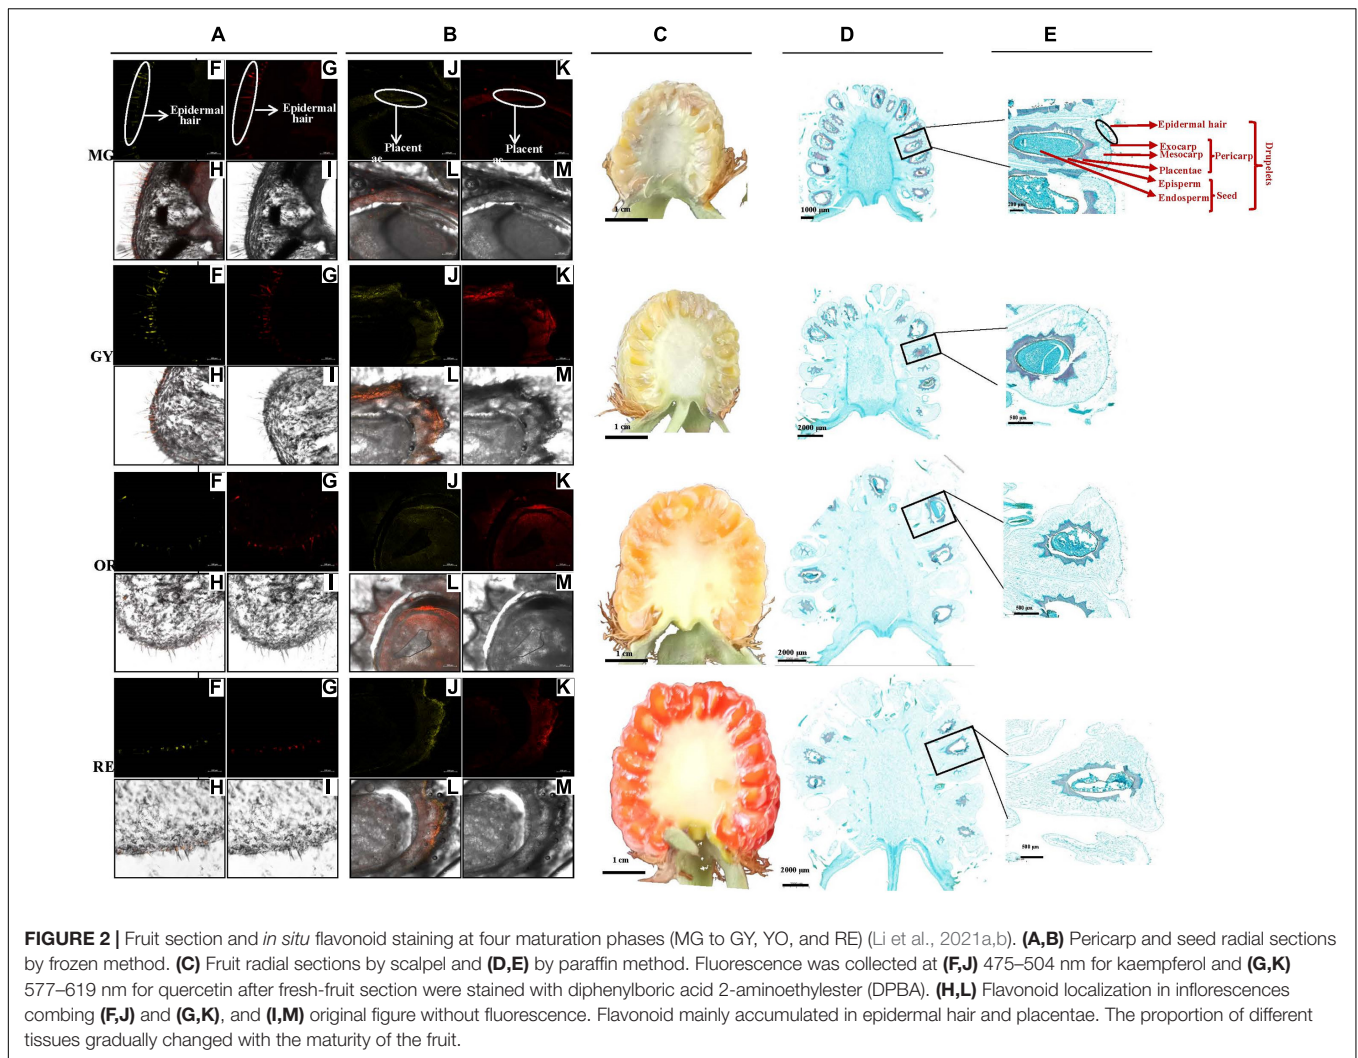 A B C D E
F G J K
Epidermal hair
Epidermal hair
Placent ae
Placent ae
MG
H I L M
1 cm
1000 μm
200 μm
Epidermal hair
Exocarp
Mesocarp
Placentae
Pericarp
Episperm
Endosperm
Seed
Drupelets
F G J K
GY
H I L M
1 cm
2000 μm
500 μm
F G J K
OR
H I L M
1 cm
2000 μm
500 μm
F G J K
RE
H I L M
1 cm
2000 μm
500 μm
FIGURE 2 | Fruit section and in situ flavonoid staining at four maturation phases (MG to GY, YO, and RE) (Li et al., 2021a,b). (A,B) Pericarp and seed radial sections
by frozen method. (C) Fruit radial sections by scalpel and (D,E) by paraffin method. Fluorescence was collected at (F,J) 475–504 nm for kaempferol and (G,K)
577–619 nm for quercetin after fresh-fruit section were stained with diphenylboric acid 2-aminoethylester (DPBA). (H,L) Flavonoid localization in inflorescences
combing (F,J) and (G,K), and (I,M) original figure without fluorescence. Flavonoid mainly accumulated in epidermal hair and placentae. The proportion of different
tissues gradually changed with the maturity of the fruit.